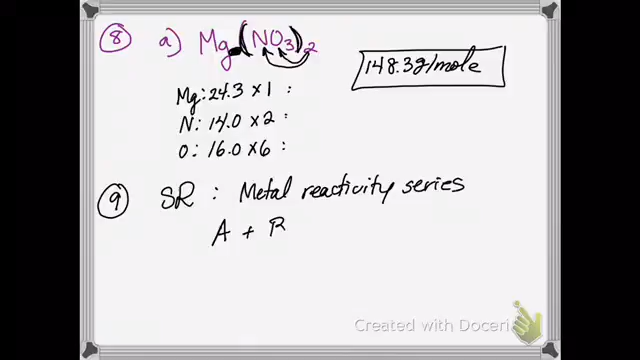 8 a) Mg(NO3)2
148.3g/mole
Mg: 24.3 x 1 :
N: 14.0 x 2 :
O: 16.0 x 6 :
9 SR : Metal reactivity series
A + B
Created with Doceri